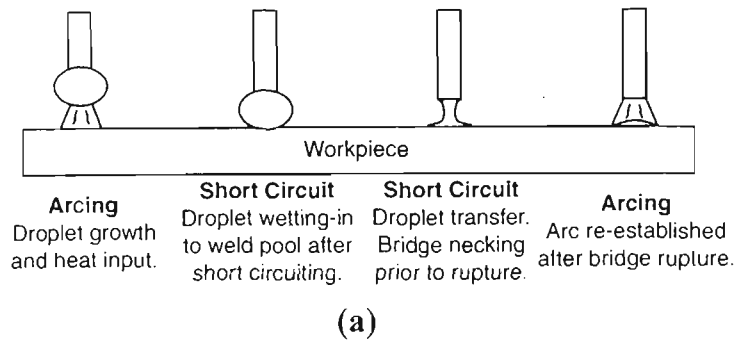 Workpiece
Arcing
Droplet growth
and heat input.
Short Circuit
Droplet wetting-in
to weld pool after
short circuiting.
Short Circuit
Droplet transfer.
Bridge necking
prior to rupture.
Arcing
Arc re-established
after bridge rupture.
(a)